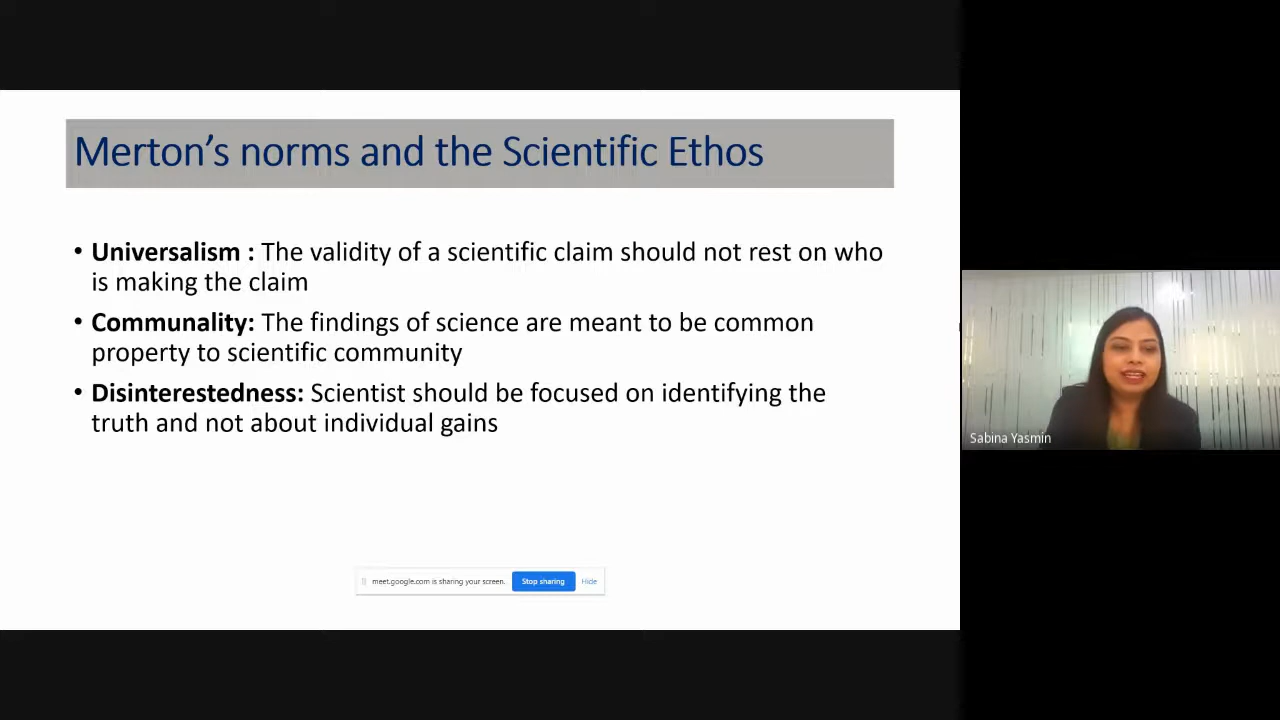 Merton's norms and the Scientific Ethos
• Universalism : The validity of a scientific claim should not rest on who
is making the claim
• Communality: The findings of science are meant to be common
property to scientific community
• Disinterestedness: Scientist should be focused on identifying the
truth and not about individual gains
meet.google.com is sharing your screen. Stop sharing Hide
Sabina Yasmin